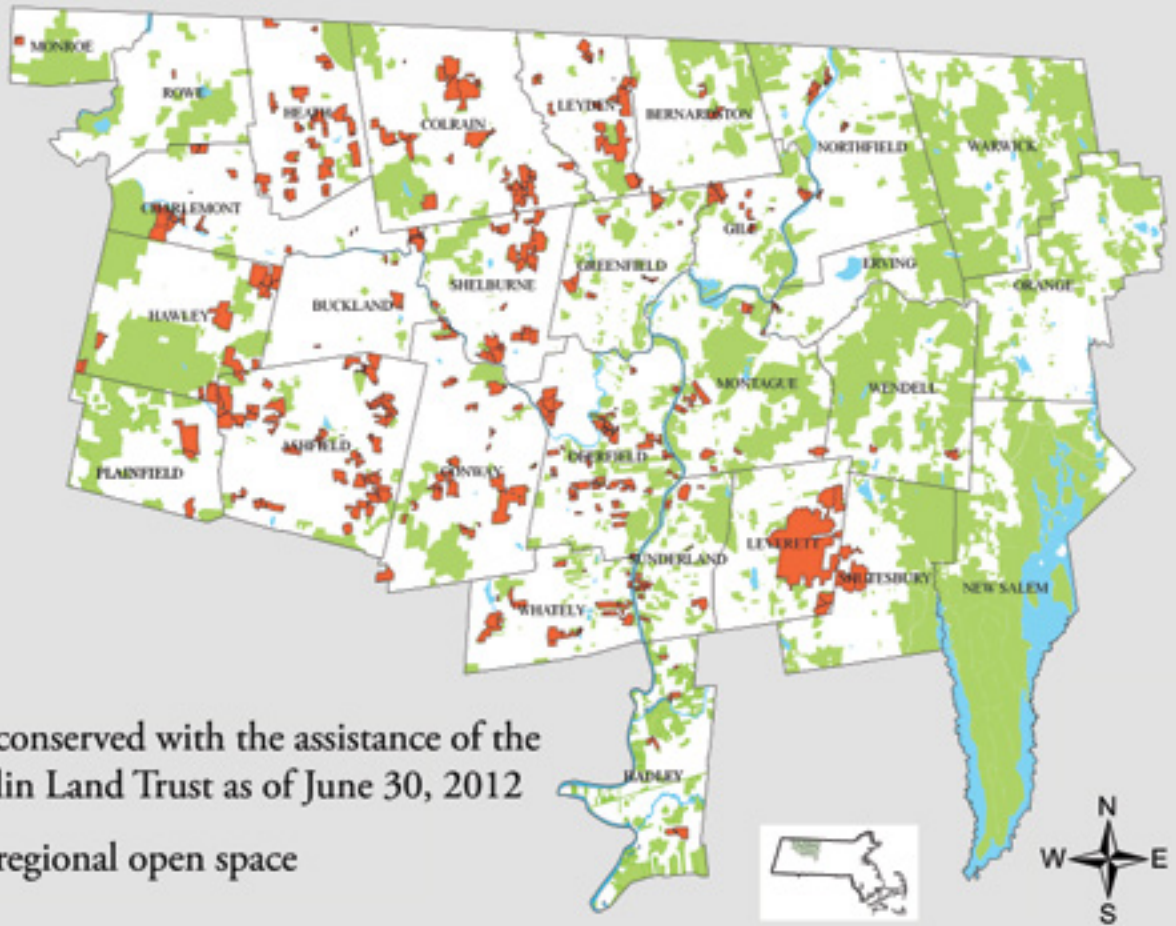 MONROE
ROWE
HEATH
COLRAIN
LEYDEN
BERNARDSTON
NORTHFIELD
WARWICK
CHARLEMONT
GILL
GREENFIELD
ERVING
ORANGE
SHELBURNE
BUCKLAND
HAWLEY
MONTAGUE
WENDELL
ASHFIELD
DEERFIELD
CONWAY
PLAINFIELD
LEVERETT
SUNDERLAND
SHUTESBURY
NEW SALEM
WHATELY
HADLEY
conserved with the assistance of the
lin Land Trust as of June 30, 2012
regional open space
N
W E
S